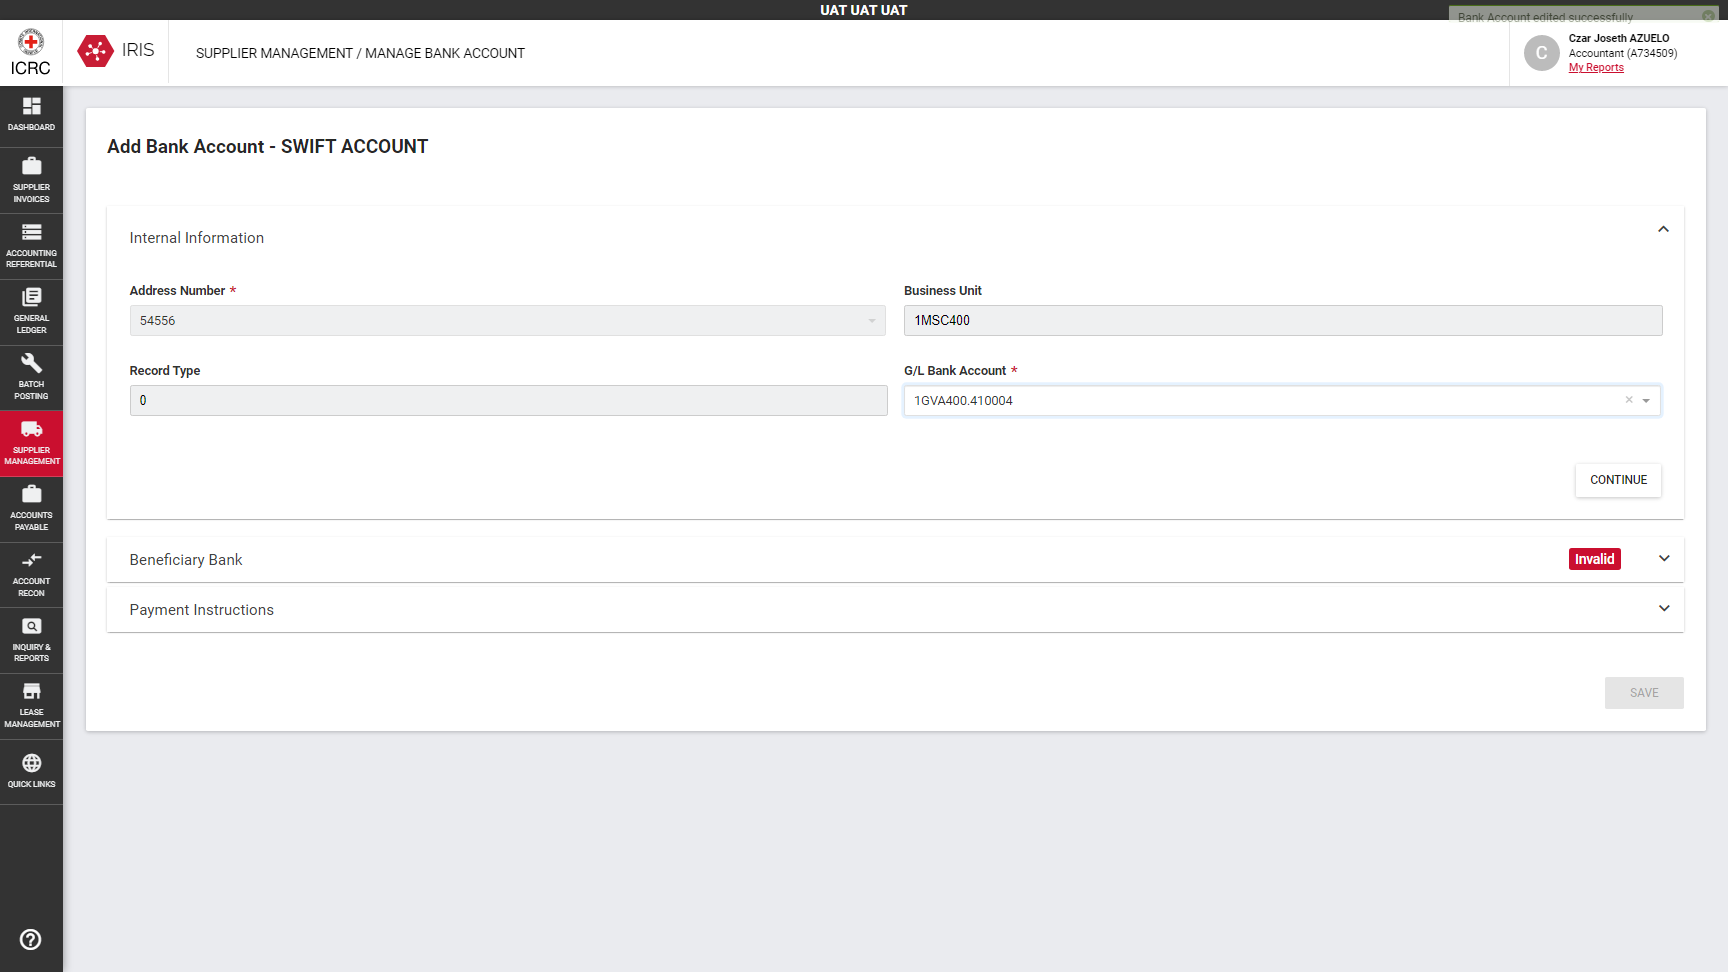 UAT UAT UAT
Bank Account edited successfully
ICRC
IRIS
SUPPLIER MANAGEMENT / MANAGE BANK ACCOUNT
C
Czar Joseth AZUELO
Accountant (A734509)
My Reports
DASHBOARD
SUPPLIER
INVOICES
ACCOUNTING
REFERENTIAL
GENERAL
LEDGER
BATCH
POSTING
SUPPLIER
MANAGEMENT
ACCOUNTS
PAYABLE
ACCOUNT
RECON
INQUIRY &
REPORTS
LEASE
MANAGEMENT
QUICK LINKS
Add Bank Account - SWIFT ACCOUNT
Internal Information
Address Number *
54556
Business Unit
1MSC400
Record Type
0
G/L Bank Account *
1GVA400.410004
CONTINUE
Beneficiary Bank
Invalid
Payment Instructions
SAVE